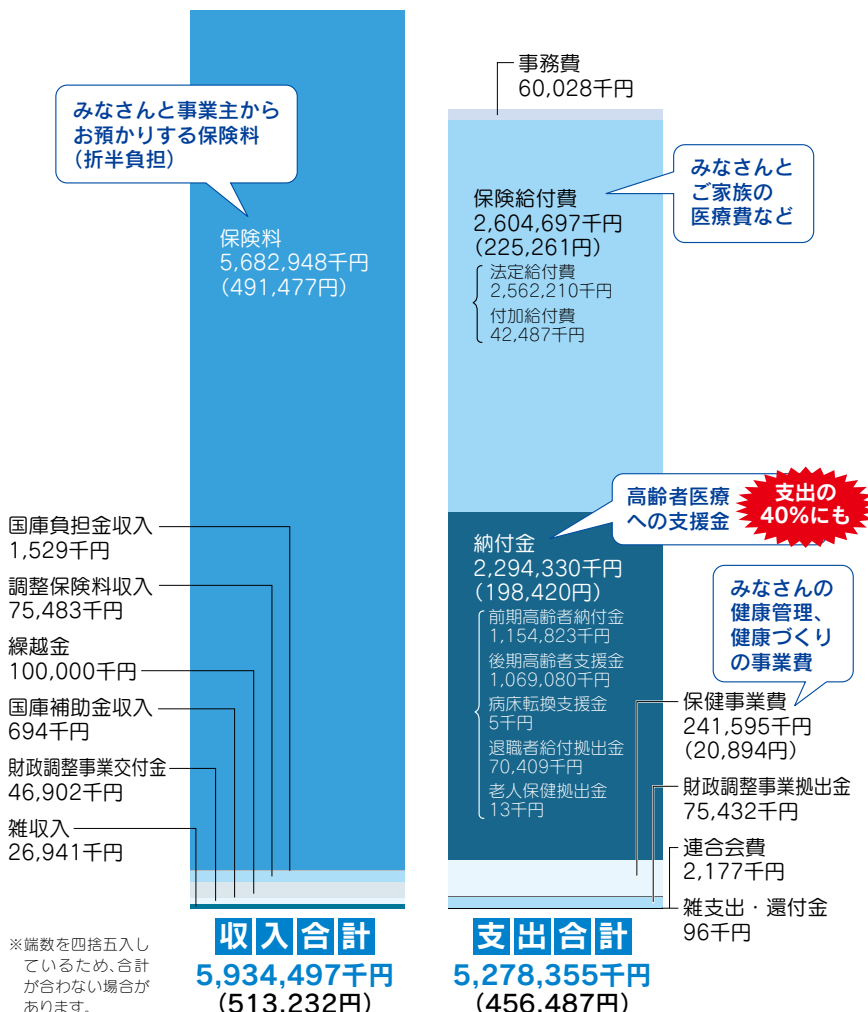 みなさんと事業主から
お預かりする保険料
(折半負担)
保険料
5,682,948千円
(491,477円)
国庫負担金収入
1,529千円
調整保険料収入
75,483千円
繰越金
100,000千円
国庫補助金収入
694千円
財政調整事業交付金
46,902千円
雑収入
26,941千円
※端数を四捨五入し
ているため、合計
が合わない場合が
あります。
収入合計
5,934,497千円
(513,232円)
事務費
60,028千円
保険給付費
2,604,697千円
(225,261円)
法定給付費
2,562,210千円
付加給付費
42,487千円
みなさんと
ご家族の
医療費など
高齢者医療
への支援金
支出の
40%にも
納付金
2,294,330千円
(198,420円)
前期高齢者納付金
1,154,823千円
後期高齢者支援金
1,069,080千円
病床転換支援金
5千円
退職者給付拠出金
70,409千円
老人保健拠出金
13千円
みなさんの
健康管理、
健康づくり
の事業費
保健事業費
241,595千円
(20,894円)
財政調整事業拠出金
75,432千円
連合会費
2,177千円
雑支出・還付金
96千円
支出合計
5,278,355千円
(456,487円)